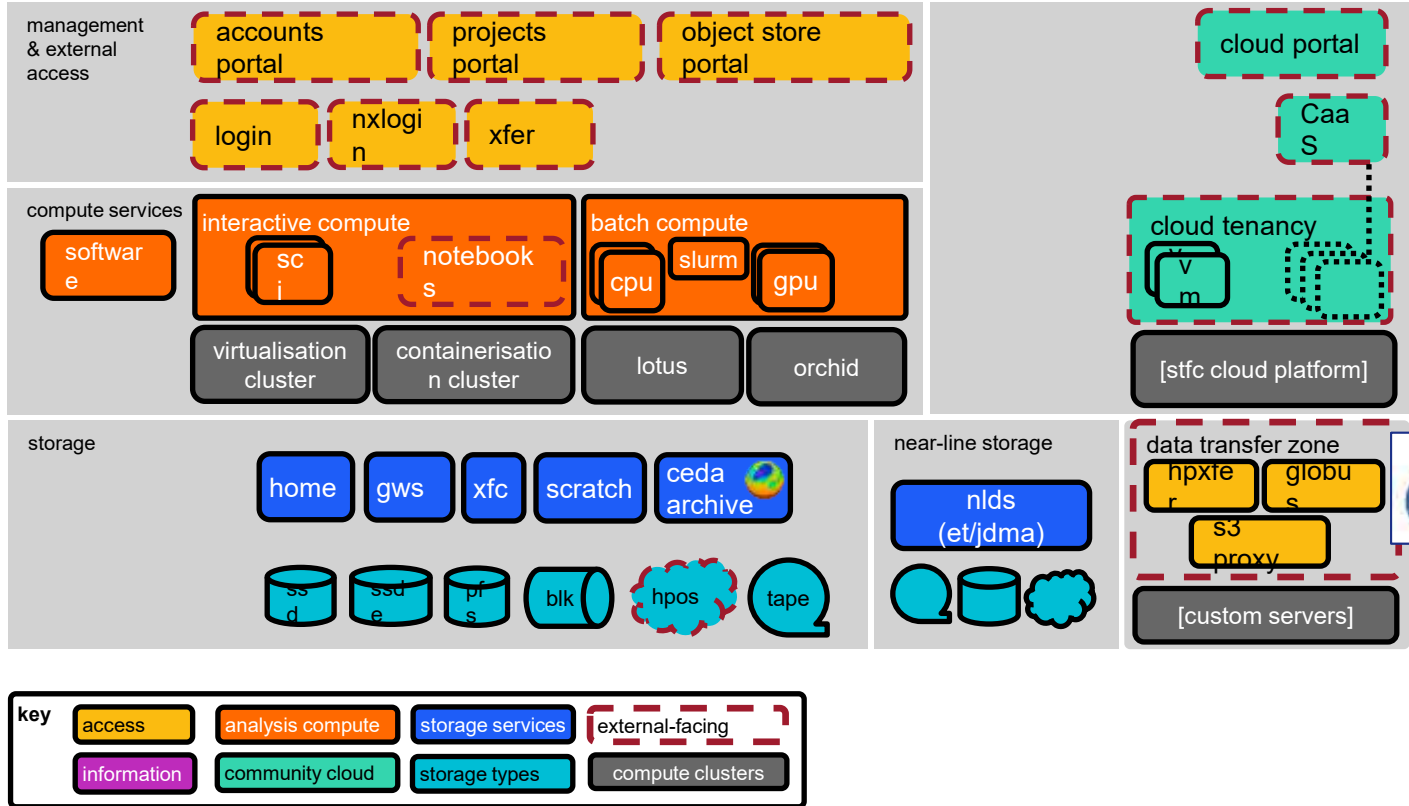 management
& external
access
accounts
portal
projects
portal
object store
portal
cloud portal
login
nxlogi
n
xfer
Caa
S
compute services
softwar
e
interactive compute
sc
i
notebook
s
batch compute
cpu
slurm
gpu
cloud tenancy
v
m
virtualisation
cluster
containerisatio
n cluster
lotus
orchid
[stfc cloud platform]
storage
home
gws
xfc
scratch
ceda
archive
ss
d
ssd
e
pf
s
blk
hpos
tape
near-line storage
nlds
(et/jdma)
data transfer zone
hpxfe
r
globu
s
s3
proxy
[custom servers]
key
access
analysis compute
storage services
external-facing
information
community cloud
storage types
compute clusters